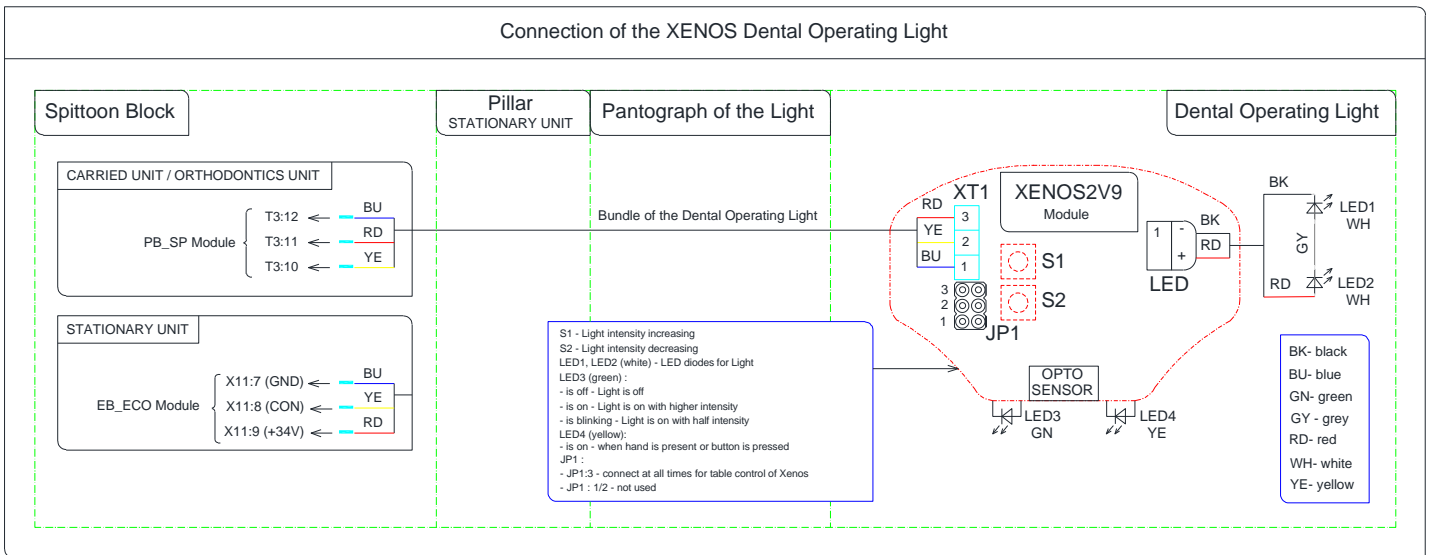 Connection of the XENOS Dental Operating Light
Spittoon Block
Pillar
STATIONARY UNIT
Pantograph of the Light
Dental Operating Light
CARRIED UNIT / ORTHODONTICS UNIT
PB_SP Module
T3:12
BU
T3:11
RD
T3:10
YE
Bundle of the Dental Operating Light
STATIONARY UNIT
EB_ECO Module
X11:7 (GND)
BU
X11:8 (CON)
YE
X11:9 (+34V)
RD
S1 - Light intensity increasing
S2 - Light intensity decreasing
LED1, LED2 (white) - LED diodes for Light
LED3 (green) :
- is off - Light is off
- is on - Light is on with higher intensity
- is blinking - Light is on with half intensity
LED4 (yellow):
- is on - when hand is present or button is pressed
JP1 :
- JP1:3 - connect at all times for table control of Xenos
- JP1 : 1/2 - not used
XT1
RD
3
YE
2
BU
1
XENOS2V9
Module
S1
S2
3
2
1
JP1
1
-
+
BK
RD
LED
BK
GY
RD
LED1
WH
LED2
WH
OPTO
SENSOR
LED3
GN
LED4
YE
BK- black
BU- blue
GN- green
GY - grey
RD- red
WH- white
YE- yellow